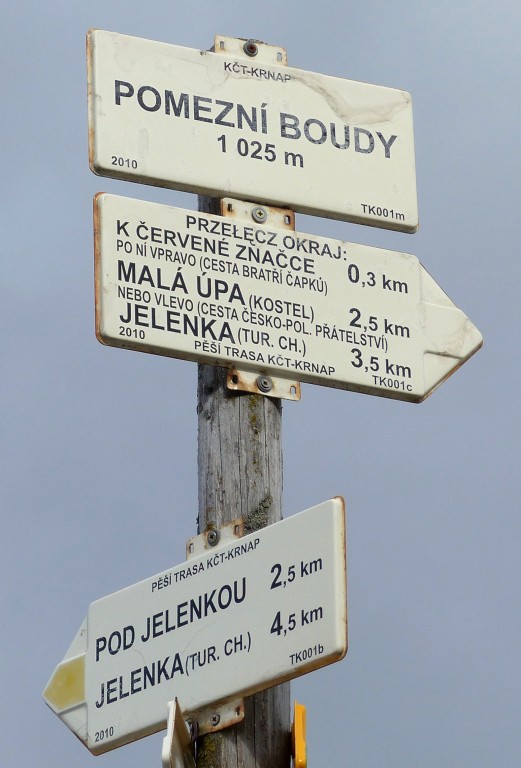 KČT-KRNAP
POMEZNÍ BOUDY
1 025 m
2010 TK001m
PRZEŁĘCZ OKRAJ:
K ČERVENÉ ZNAČCE 0,3 km
PO NÍ VPRAVO (CESTA BRATŘÍ ČAPKŮ)
MALÁ ÚPA (KOSTEL) 2,5 km
NEBO VLEVO (CESTA ČESKO-POL. PŘÁTELSTVÍ)
JELENKA (TUR. CH.) 3,5 km
2010 PĚŠÍ TRASA KČT-KRNAP TK001c
PĚŠÍ TRASA KČT-KRNAP
POD JELENKOU 2,5 km
JELENKA (TUR. CH.) 4,5 km
2010 TK001b